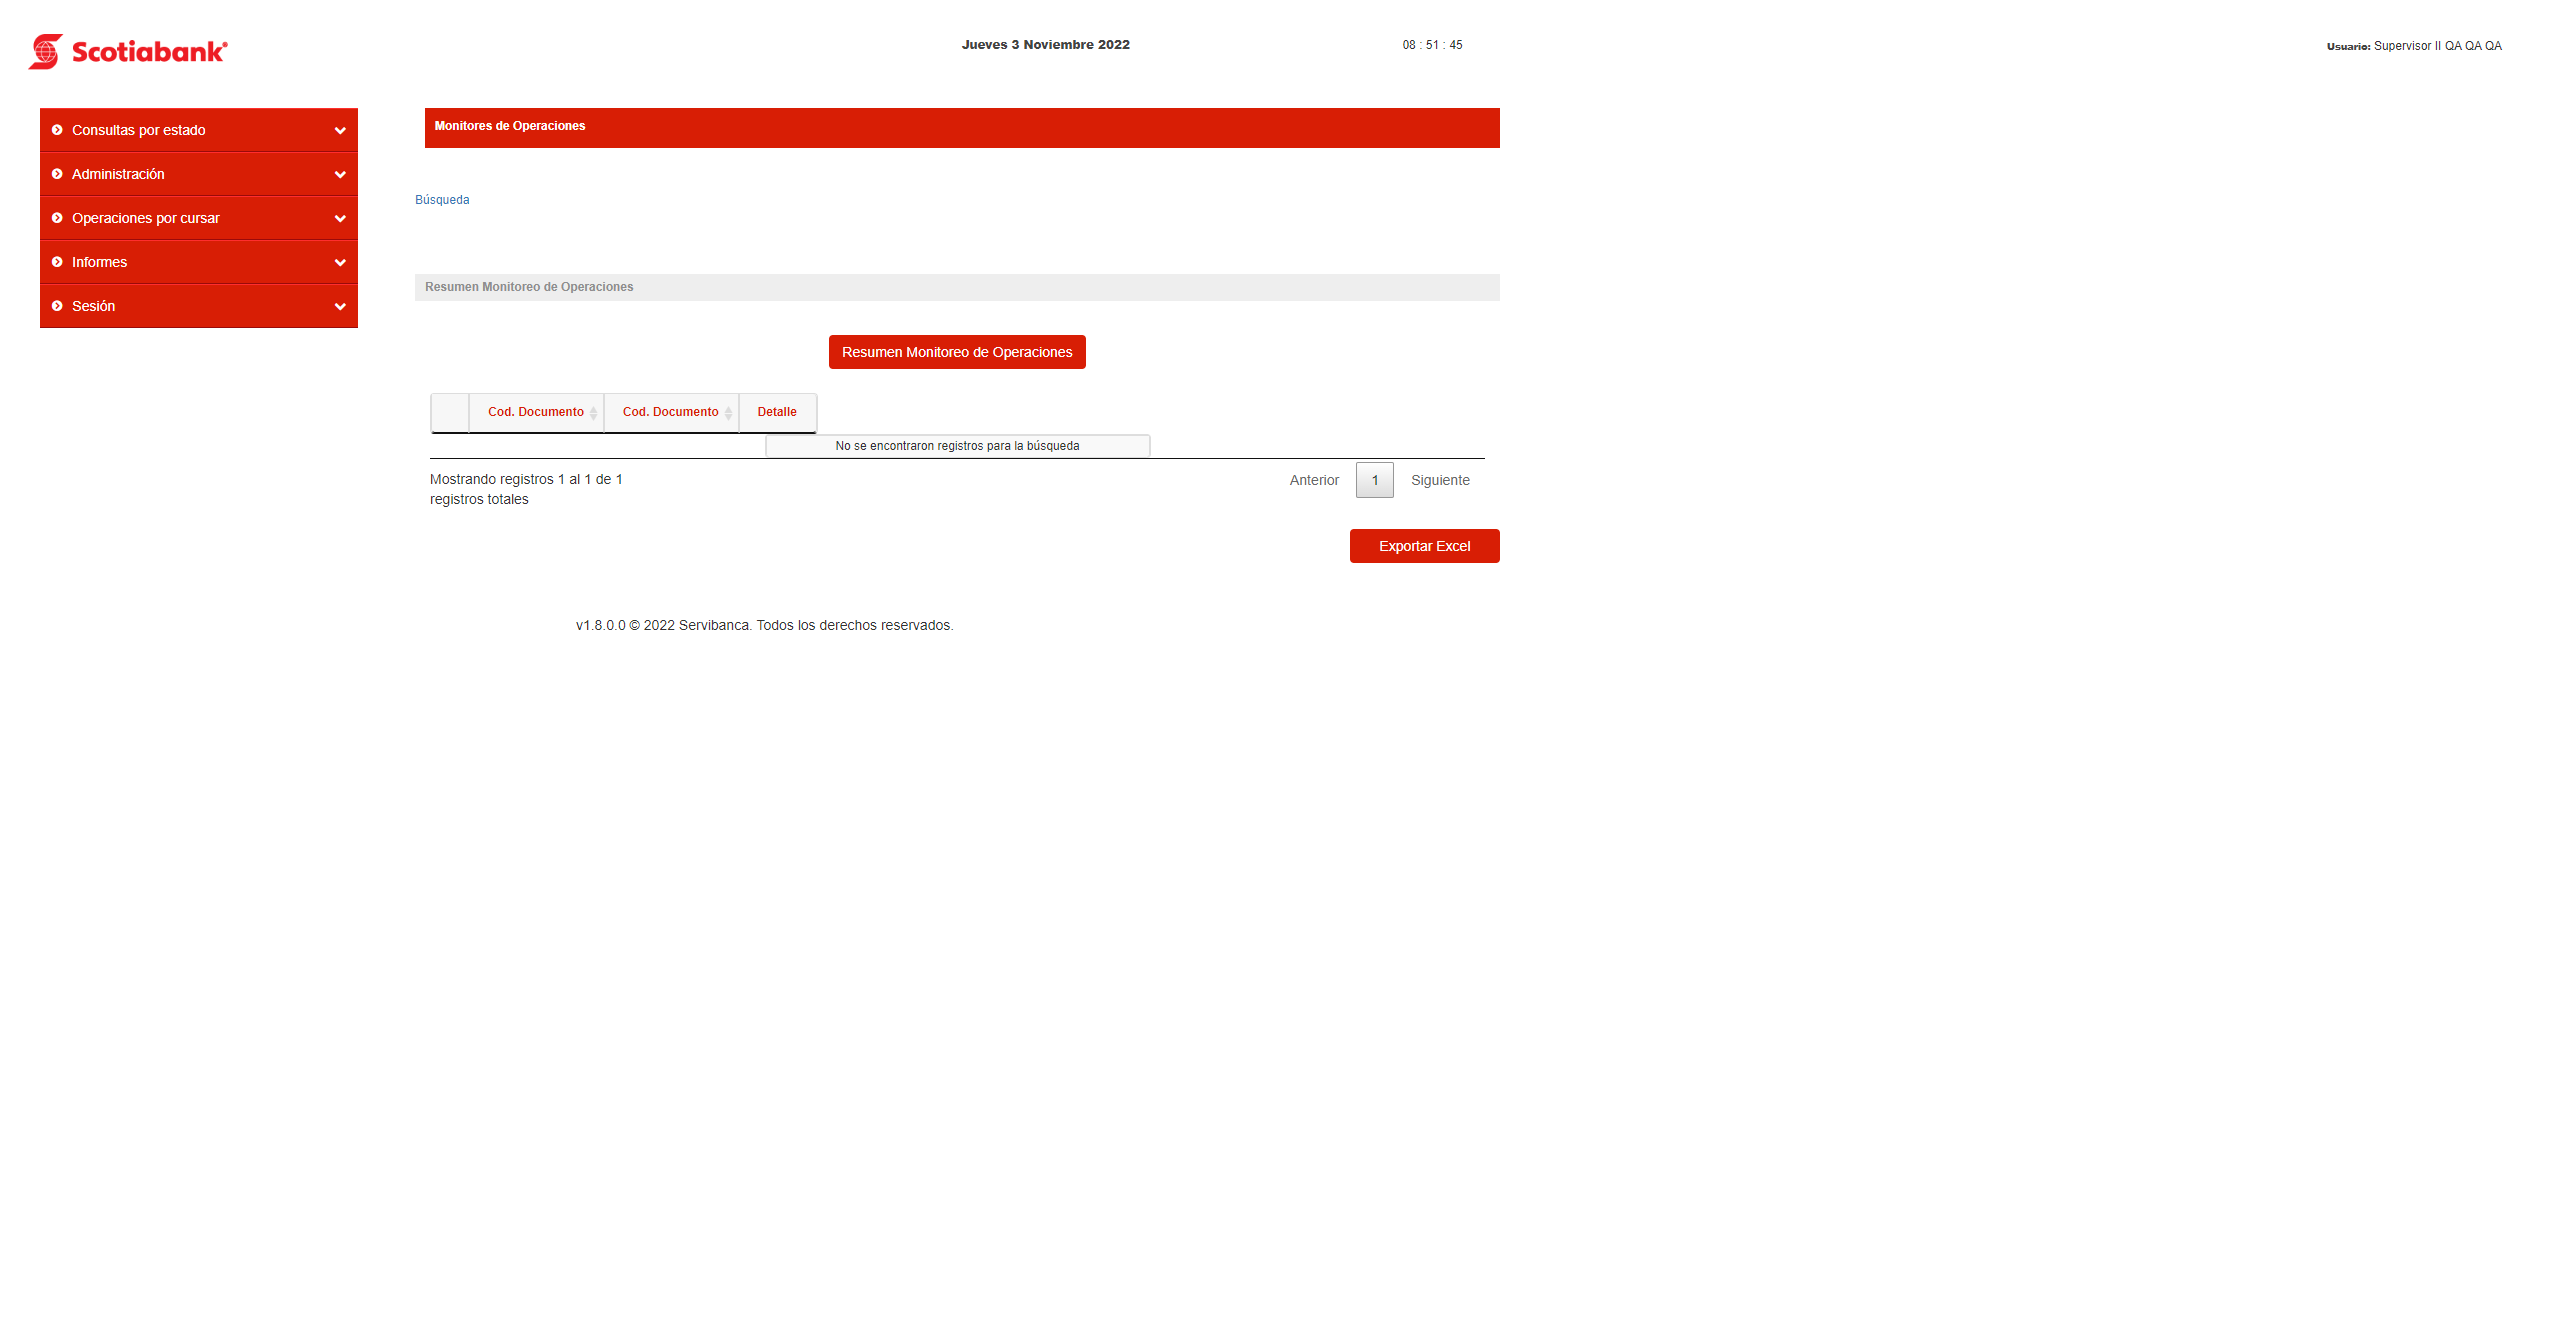 Scotiabank®
Jueves 3 Noviembre 2022
08 : 51 : 45
Usuario: Supervisor II QA QA QA
Consultas por estado
Administración
Operaciones por cursar
Informes
Sesión
Monitores de Operaciones
Búsqueda
Resumen Monitoreo de Operaciones
Resumen Monitoreo de Operaciones
Cod. Documento Cod. Documento Detalle
No se encontraron registros para la búsqueda
Mostrando registros 1 al 1 de 1
registros totales
Anterior 1 Siguiente
Exportar Excel
v1.8.0.0 © 2022 Servibanca. Todos los derechos reservados.